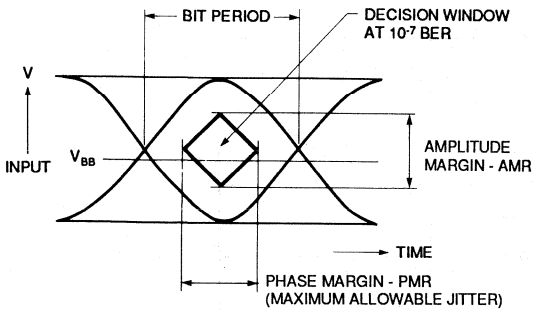 BIT PERIOD
DECISION WINDOW
AT 10⁻⁷ BER
V
INPUT
V_BB
AMPLITUDE
MARGIN - AMR
TIME
PHASE MARGIN - PMR
(MAXIMUM ALLOWABLE JITTER)